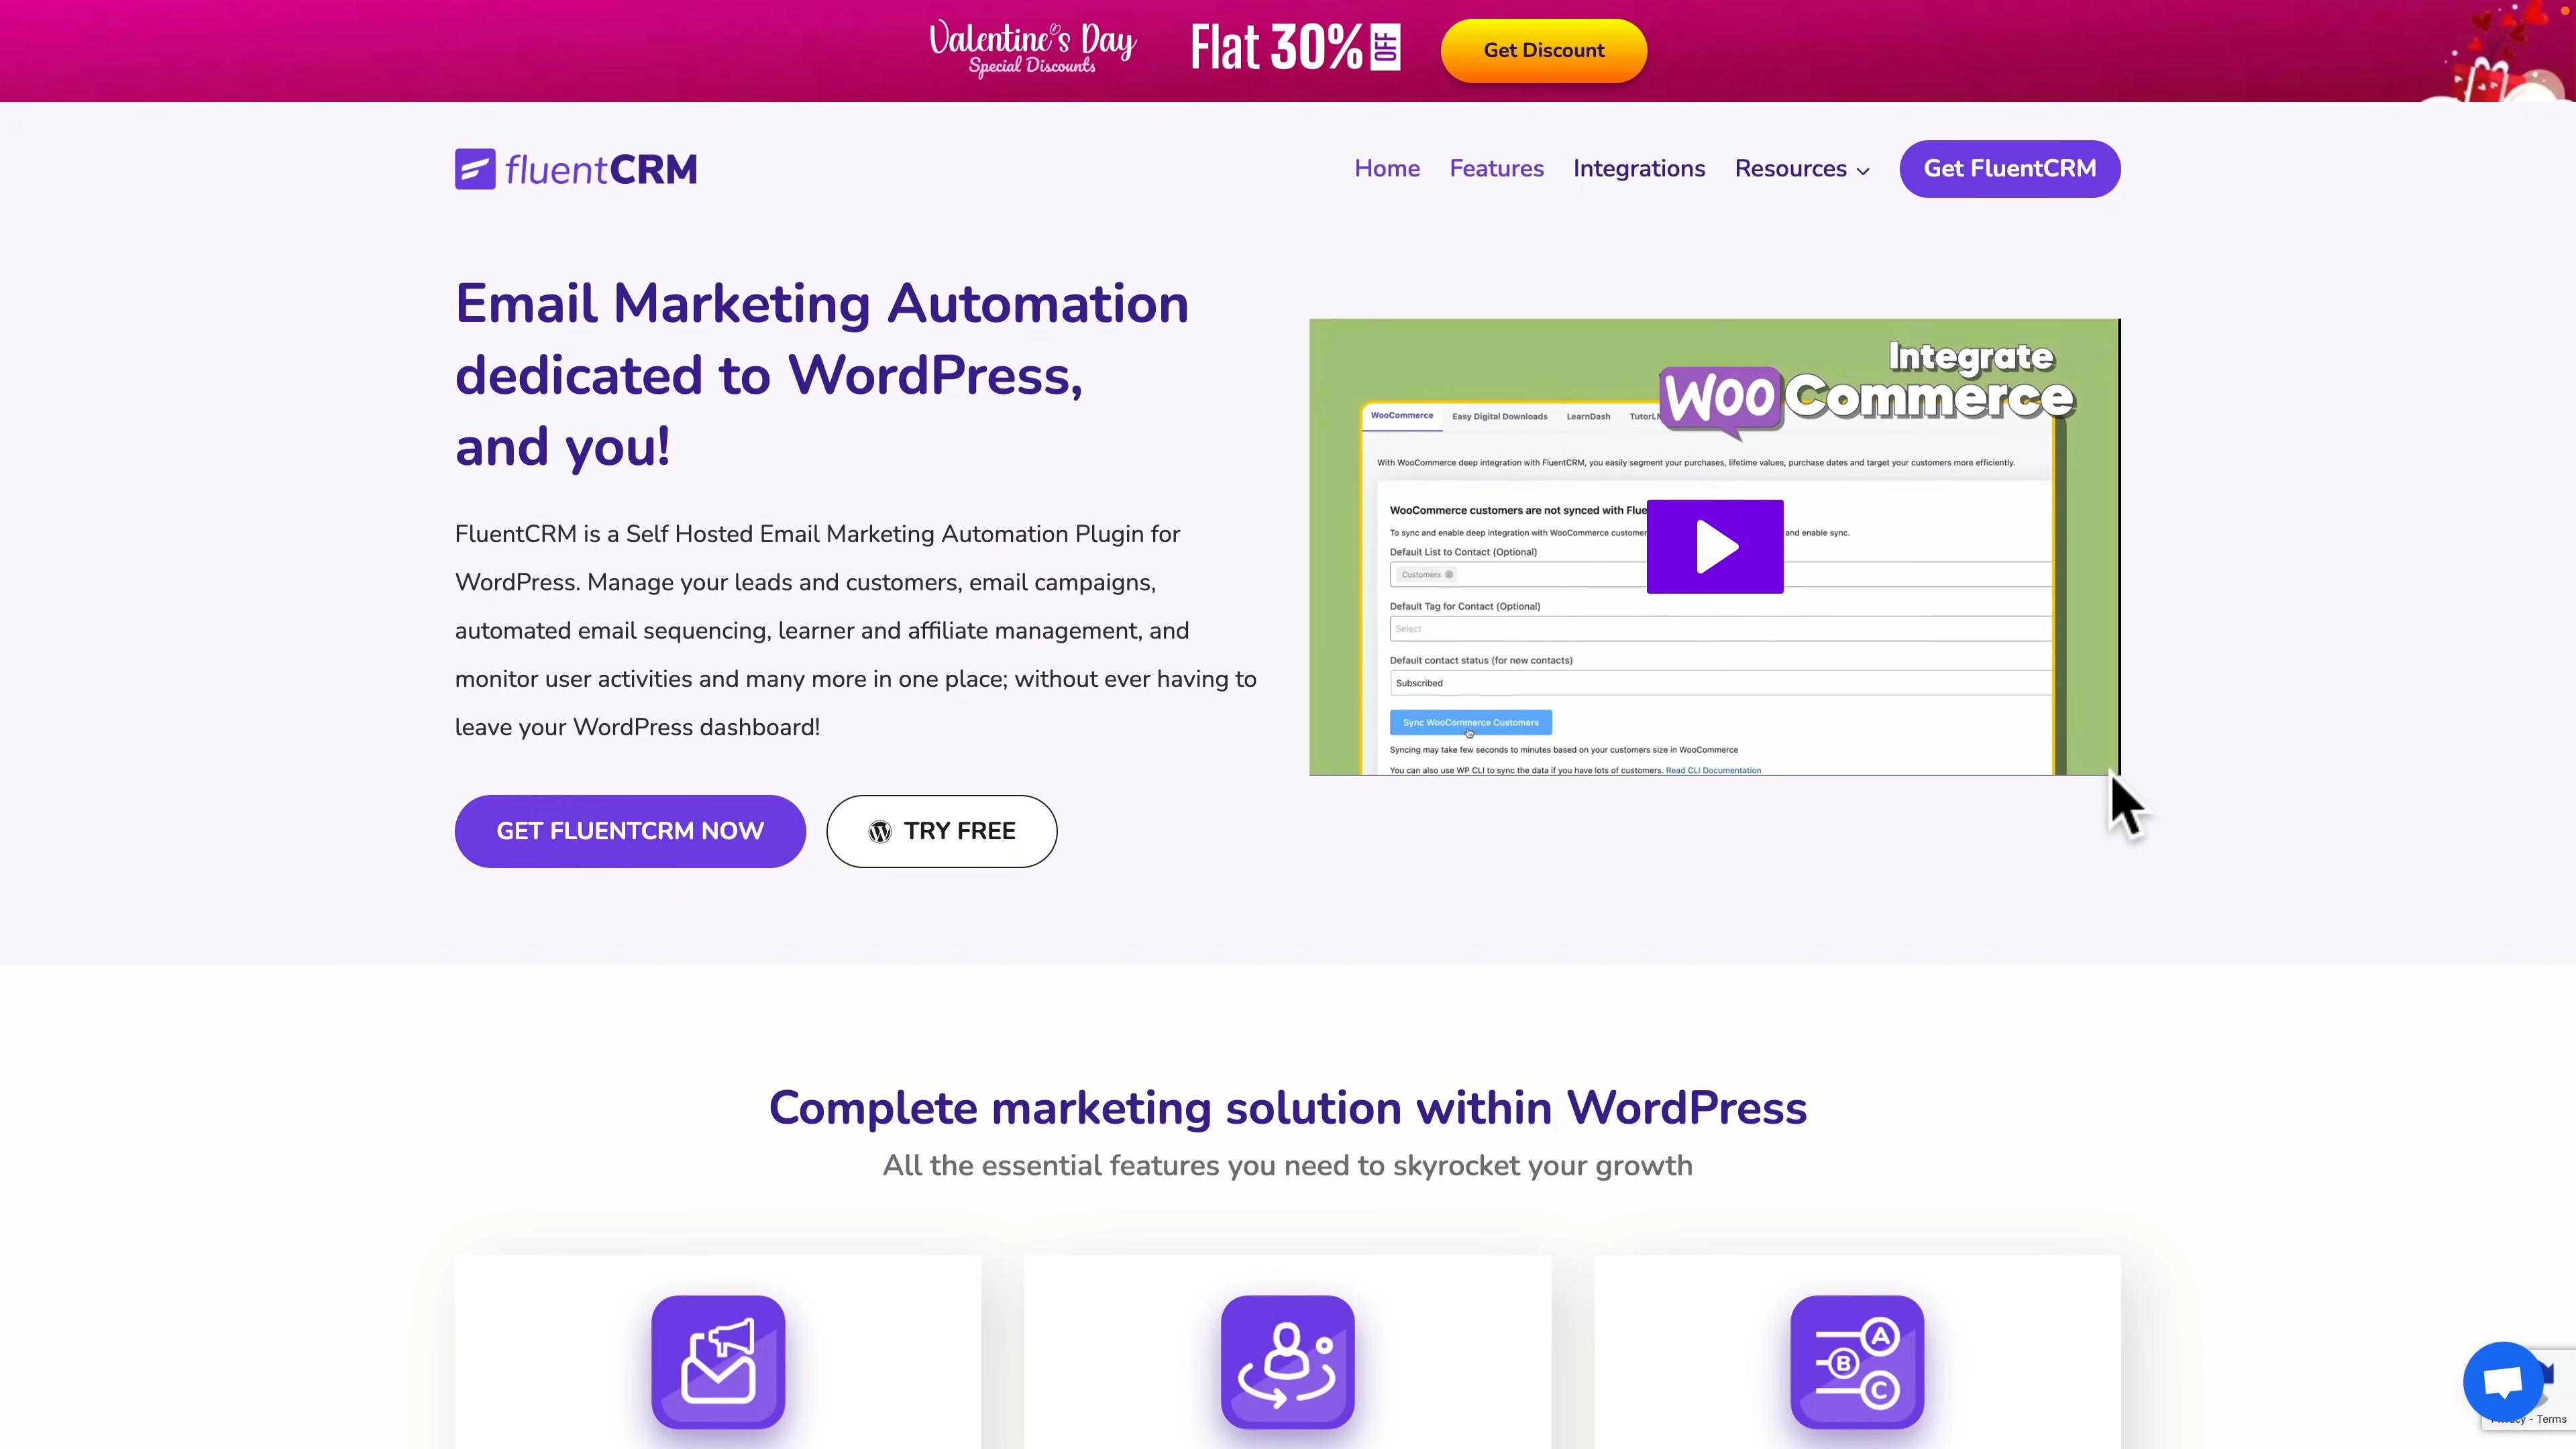 Valentine's Day
Special Discounts
Flat 30% OFF
Get Discount
fluentCRM
Home
Features
Integrations
Resources
Get FluentCRM
Email Marketing Automation
dedicated to WordPress,
and you!
FluentCRM is a Self Hosted Email Marketing Automation Plugin for
WordPress. Manage your leads and customers, email campaigns,
automated email sequencing, learner and affiliate management, and
monitor user activities and many more in one place; without ever having to
leave your WordPress dashboard!
GET FLUENTCRM NOW
TRY FREE
Integrate
WooCommerce
WooCommerce
Easy Digital Downloads
LearnDash
With WooCommerce deep integration with FluentCRM, you easily segment your purchases, lifetime values, purchase dates and target your customers more efficiently.
WooCommerce customers are not synced with
To sync and enable deep integration with WooCommerce and enable sync.
Default List to Contact (Optional)
Customers
Default Tag for Contact (Optional)
Select
Default contact status (for new contacts)
Subscribed
Sync WooCommerce Customers
Syncing may take few seconds to minutes based on your customers size in WooCommerce
You can also use WP CLI to sync the data if you have lots of customers. Read CLI Documentation
Complete marketing solution within WordPress
All the essential features you need to skyrocket your growth
A
B
C
- Terms